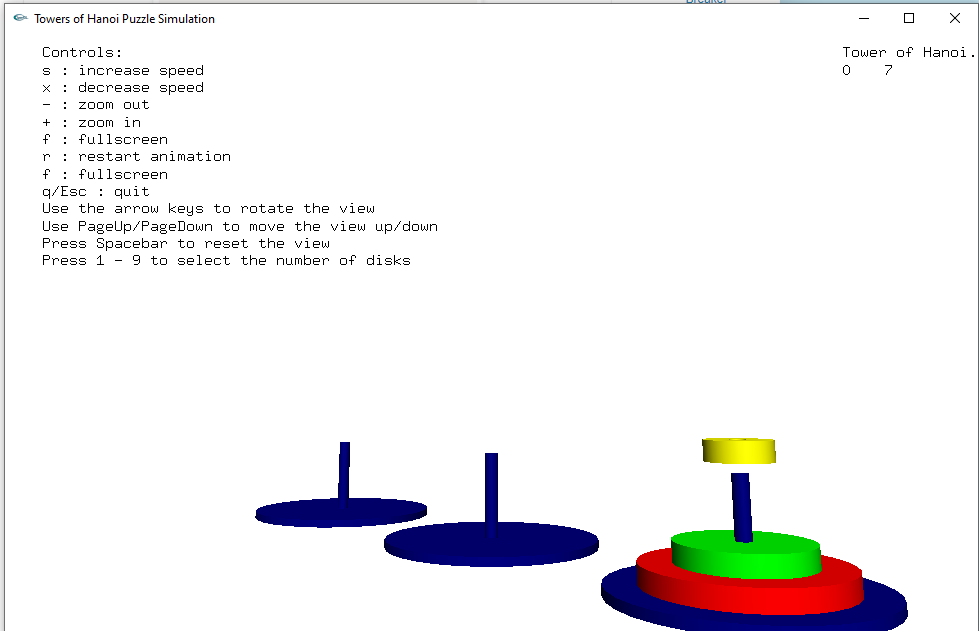 Breaker
Towers of Hanoi Puzzle Simulation
Controls:
s : increase speed
x : decrease speed
- : zoom out
+ : zoom in
f : fullscreen
r : restart animation
f : fullscreen
q/Esc : quit
Use the arrow keys to rotate the view
Use PageUp/PageDown to move the view up/down
Press Spacebar to reset the view
Press 1 - 9 to select the number of disks
Tower of Hanoi.
0 7